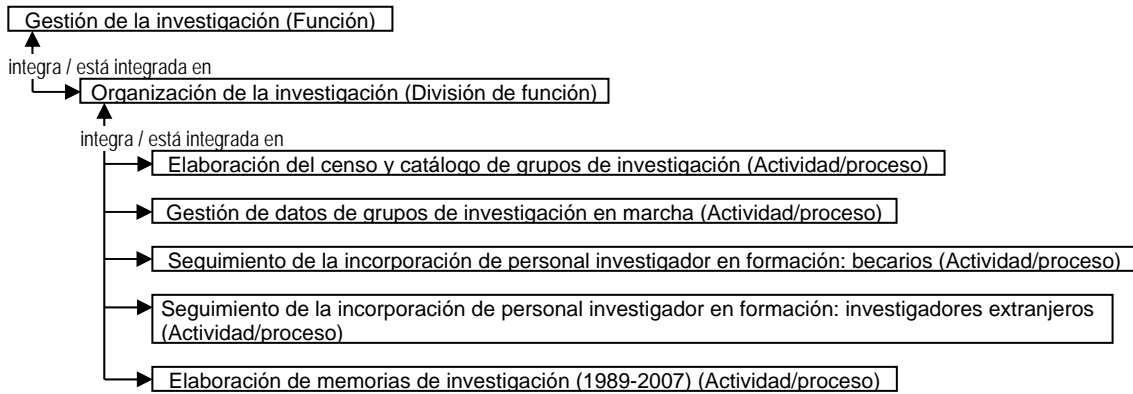 Gestión de la investigación (Función)
integra / está integrada en
Organización de la investigación (División de función)
integra / está integrada en
Elaboración del censo y catálogo de grupos de investigación (Actividad/proceso)
Gestión de datos de grupos de investigación en marcha (Actividad/proceso)
Seguimiento de la incorporación de personal investigador en formación: becarios (Actividad/proceso)
Seguimiento de la incorporación de personal investigador en formación: investigadores extranjeros
(Actividad/proceso)
Elaboración de memorias de investigación (1989-2007) (Actividad/proceso)